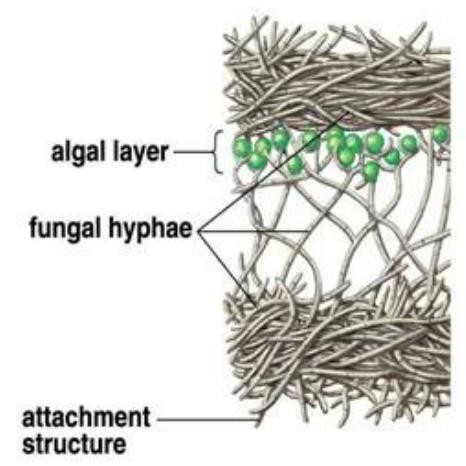 algal layer
fungal hyphae
attachment
structure